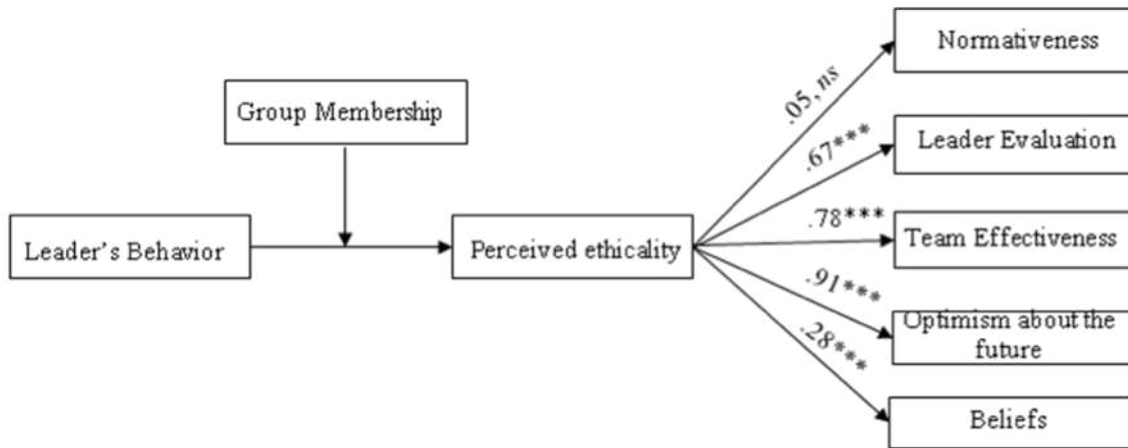 Normativeness
.05, ns
Group Membership
.67***
Leader Evaluation
Leader's Behavior
Perceived ethicality
.78***
Team Effectiveness
.91***
Optimism about the
future
.28***
Beliefs